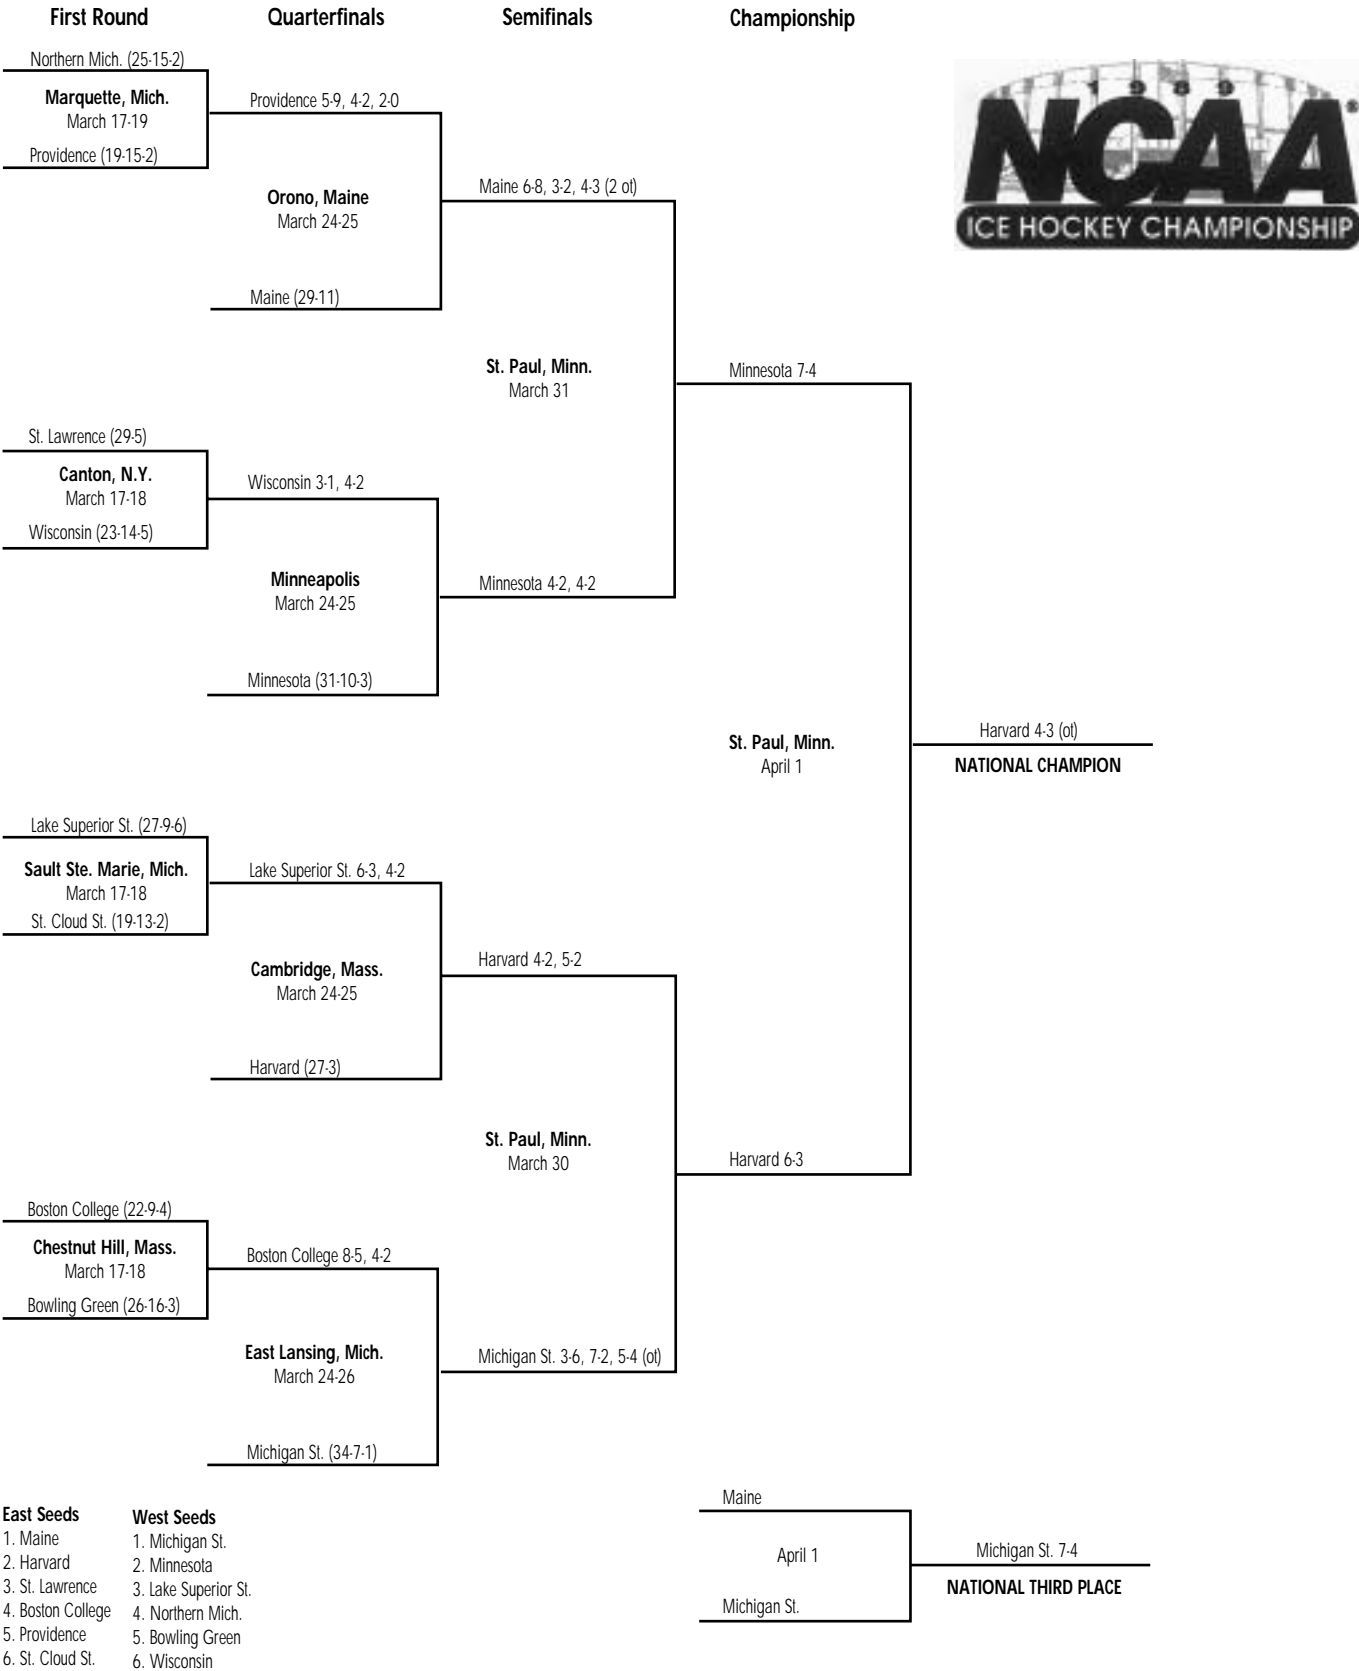 First Round
Quarterfinals
Semifinals
Championship
1989
NCAA®
ICE HOCKEY CHAMPIONSHIP
Northern Mich. (25-15-2)
Marquette, Mich.
March 17-19
Providence (19-15-2)
Providence 5-9, 4-2, 2-0
Orono, Maine
March 24-25
Maine (29-11)
Maine 6-8, 3-2, 4-3 (2 ot)
St. Paul, Minn.
March 31
Minnesota 7-4
St. Lawrence (29-5)
Canton, N.Y.
March 17-18
Wisconsin (23-14-5)
Wisconsin 3-1, 4-2
Minneapolis
March 24-25
Minnesota (31-10-3)
Minnesota 4-2, 4-2
St. Paul, Minn.
April 1
Harvard 4-3 (ot)
NATIONAL CHAMPION
Lake Superior St. (27-9-6)
Sault Ste. Marie, Mich.
March 17-18
St. Cloud St. (19-13-2)
Lake Superior St. 6-3, 4-2
Cambridge, Mass.
March 24-25
Harvard (27-3)
Harvard 4-2, 5-2
St. Paul, Minn.
March 30
Harvard 6-3
Boston College (22-9-4)
Chestnut Hill, Mass.
March 17-18
Bowling Green (26-16-3)
Boston College 8-5, 4-2
East Lansing, Mich.
March 24-26
Michigan St. (34-7-1)
Michigan St. 3-6, 7-2, 5-4 (ot)
East Seeds
1. Maine
2. Harvard
3. St. Lawrence
4. Boston College
5. Providence
6. St. Cloud St.
West Seeds
1. Michigan St.
2. Minnesota
3. Lake Superior St.
4. Northern Mich.
5. Bowling Green
6. Wisconsin
Maine
April 1
Michigan St.
Michigan St. 7-4
NATIONAL THIRD PLACE